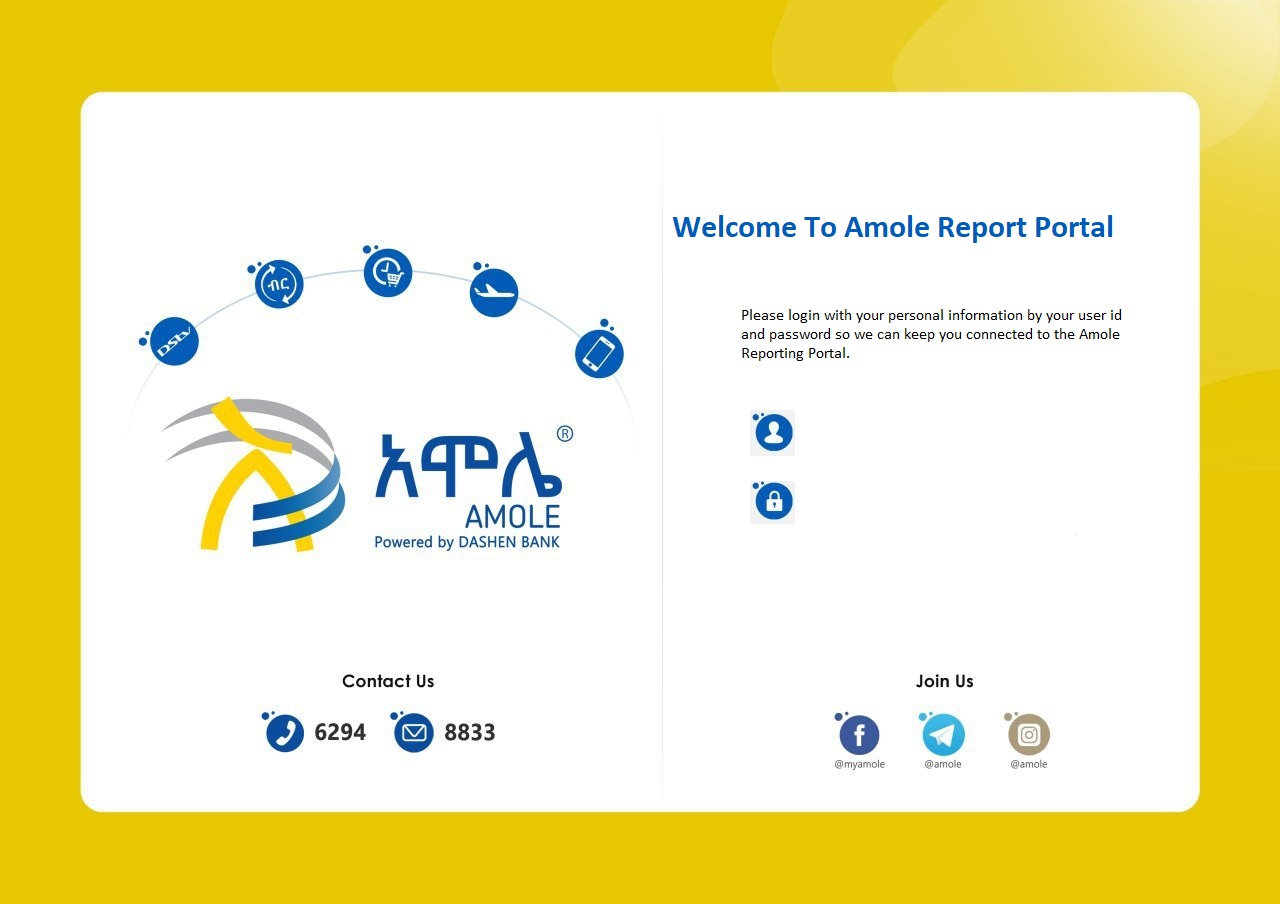 DStv
ብር
አሞሌ®
AMOLE
Powered by DASHEN BANK
Contact Us
6294
8833
Welcome To Amole Report Portal
Please login with your personal information by your user id
and password so we can keep you connected to the Amole
Reporting Portal.
Join Us
@myamole
@amole
@amole